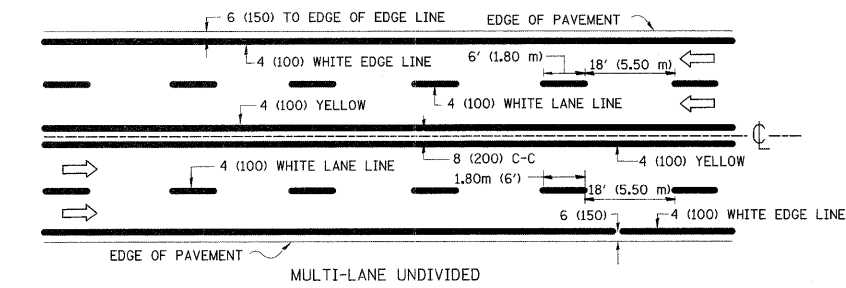 6 (150) TO EDGE OF EDGE LINE
EDGE OF PAVEMENT
4 (100) WHITE EDGE LINE
6' (1.80 m)
18' (5.50 m)
4 (100) YELLOW
4 (100) WHITE LANE LINE
℄
4 (100) WHITE LANE LINE
8 (200) C-C
4 (100) YELLOW
1.80m (6')
18' (5.50 m)
6 (150)
4 (100) WHITE EDGE LINE
EDGE OF PAVEMENT
MULTI-LANE UNDIVIDED